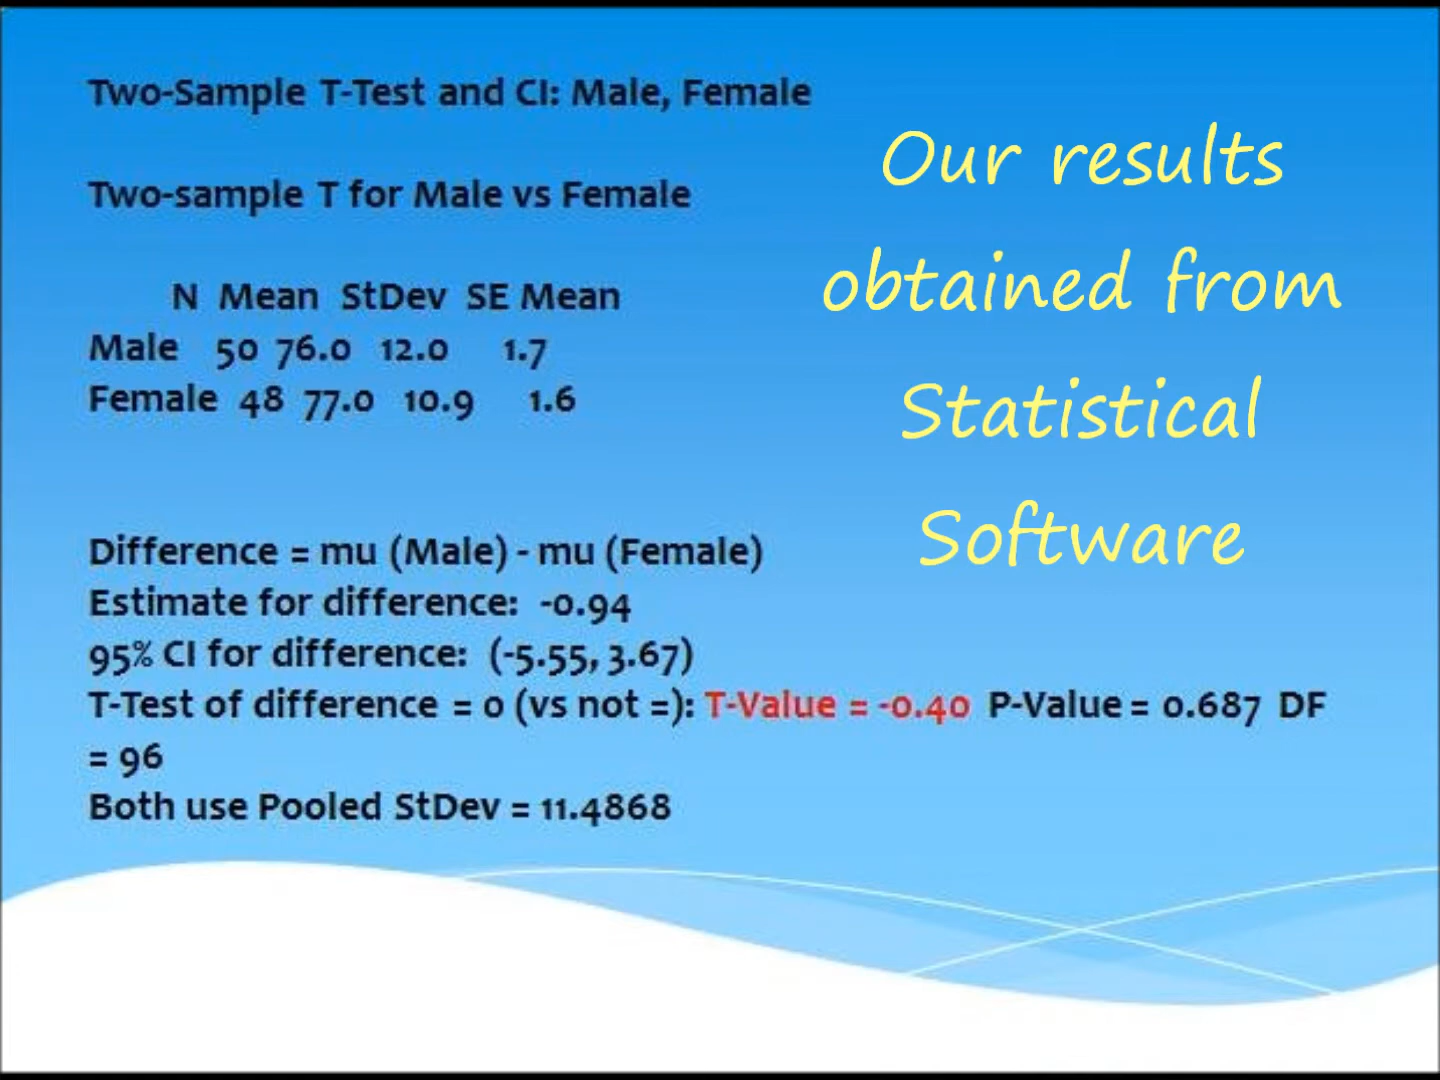 Two-Sample T-Test and CI: Male, Female
Two-sample T for Male vs Female
N Mean StDev SE Mean
Male 50 76.0 12.0 1.7
Female 48 77.0 10.9 1.6
Difference = mu (Male) - mu (Female)
Estimate for difference: -0.94
95% CI for difference: (-5.55, 3.67)
T-Test of difference = 0 (vs not =): T-Value = -0.40 P-Value = 0.687 DF
= 96
Both use Pooled StDev = 11.4868
Our results
obtained from
Statistical
Software